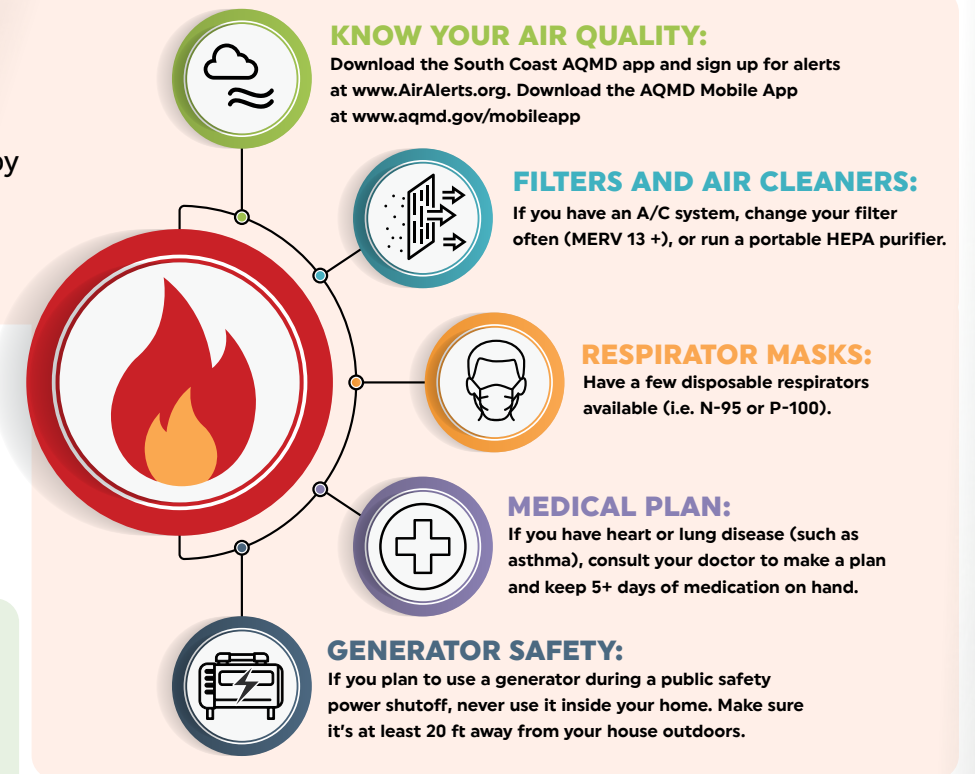 KNOW YOUR AIR QUALITY:
Download the South Coast AQMD app and sign up for alerts
at www.AirAlerts.org. Download the AQMD Mobile App
at www.aqmd.gov/mobileapp
FILTERS AND AIR CLEANERS:
If you have an A/C system, change your filter
often (MERV 13 +), or run a portable HEPA purifier.
RESPIRATOR MASKS:
Have a few disposable respirators
available (i.e. N-95 or P-100).
MEDICAL PLAN:
If you have heart or lung disease (such as
asthma), consult your doctor to make a plan
and keep 5+ days of medication on hand.
GENERATOR SAFETY:
If you plan to use a generator during a public safety
power shutoff, never use it inside your home. Make sure
it's at least 20 ft away from your house outdoors.